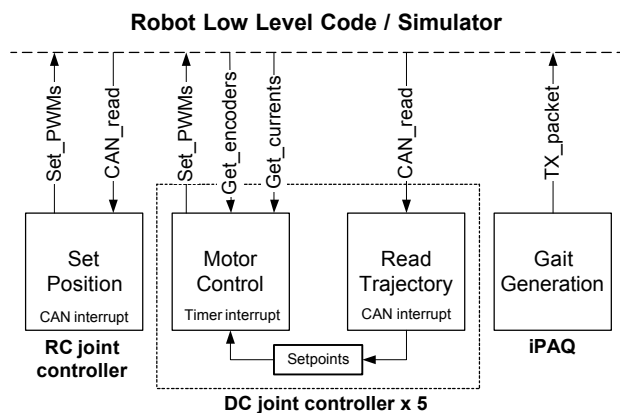 Robot Low Level Code / Simulator
Set_PWMs
CAN_read
Set_PWMs
Get_encoders
Get_currents
CAN_read
TX_packet
Set
Position
CAN interrupt
Motor
Control
Timer interrupt
Read
Trajectory
CAN interrupt
Gait
Generation
RC joint
controller
Setpoints
iPAQ
DC joint controller x 5